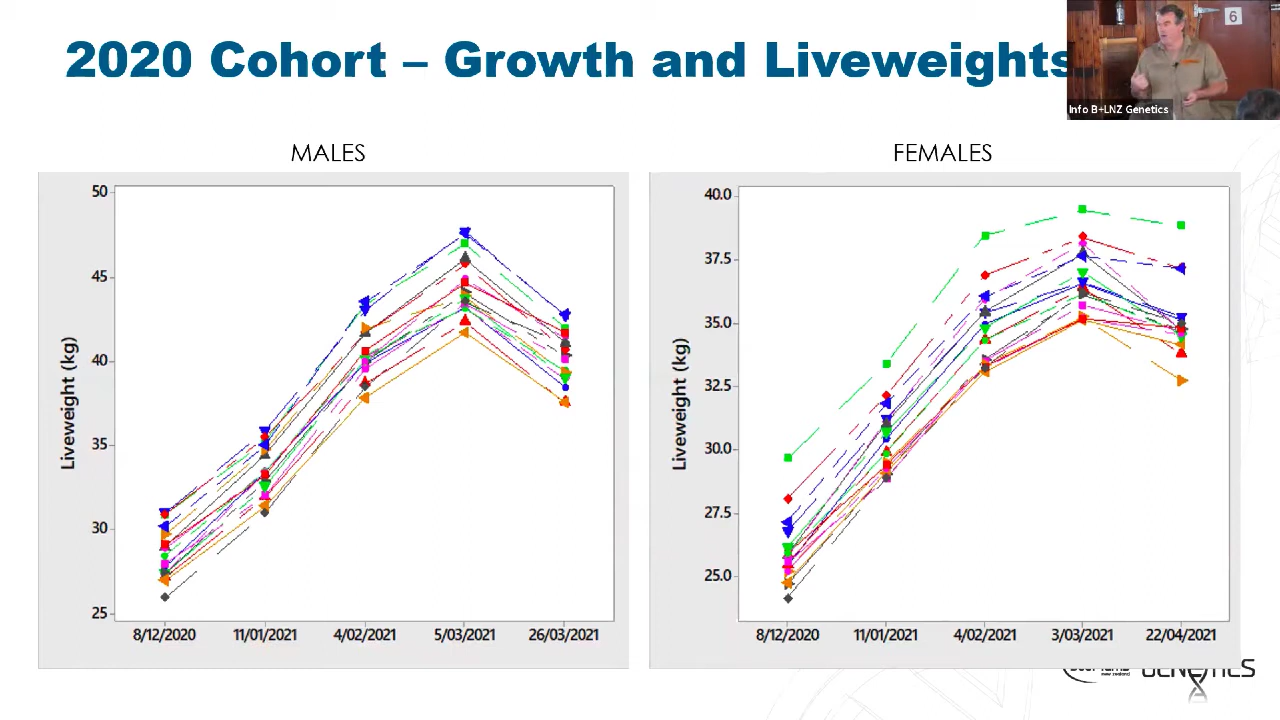 2020 Cohort – Growth and Liveweights
6
Info B+LNZ Genetics
MALES
FEMALES
Liveweight (kg)
50
45
40
35
30
25
8/12/2020 11/01/2021 4/02/2021 5/03/2021 26/03/2021
Liveweight (kg)
40.0
37.5
35.0
32.5
30.0
27.5
25.0
8/12/2020 11/01/2021 4/02/2021 3/03/2021 22/04/2021
new zealand
GENETICS